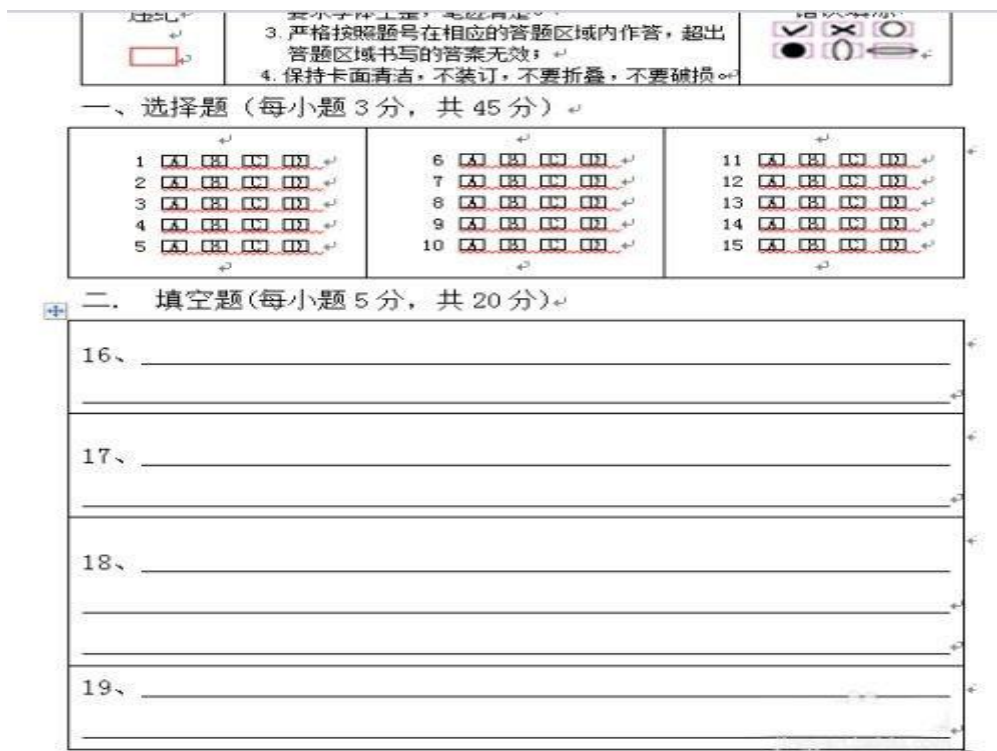 3. 严格按照题号在相应的答题区域内作答，超出
答题区域书写的答案无效；
4. 保持卡面清洁，不装订，不要折叠，不要破损。
一、选择题（每小题 3 分，共 45 分）
1 [A] [B] [C] [D]
2 [A] [B] [C] [D]
3 [A] [B] [C] [D]
4 [A] [B] [C] [D]
5 [A] [B] [C] [D]
6 [A] [B] [C] [D]
7 [A] [B] [C] [D]
8 [A] [B] [C] [D]
9 [A] [B] [C] [D]
10 [A] [B] [C] [D]
11 [A] [B] [C] [D]
12 [A] [B] [C] [D]
13 [A] [B] [C] [D]
14 [A] [B] [C] [D]
15 [A] [B] [C] [D]
二. 填空题(每小题 5 分，共 20 分)
16、
17、
18、
19、